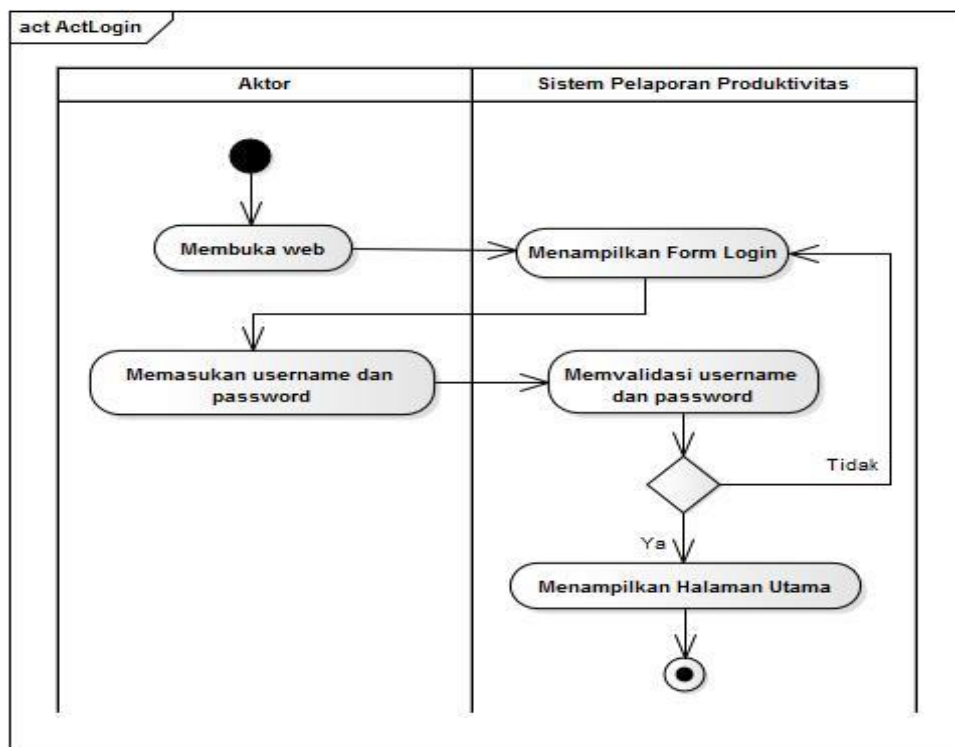 act ActLogin
Aktor
Sistem Pelaporan Produktivitas
Membuka web
Menampilkan Form Login
Memasukan username dan
password
Memvalidasi username
dan password
Tidak
Ya
Menampilkan Halaman Utama